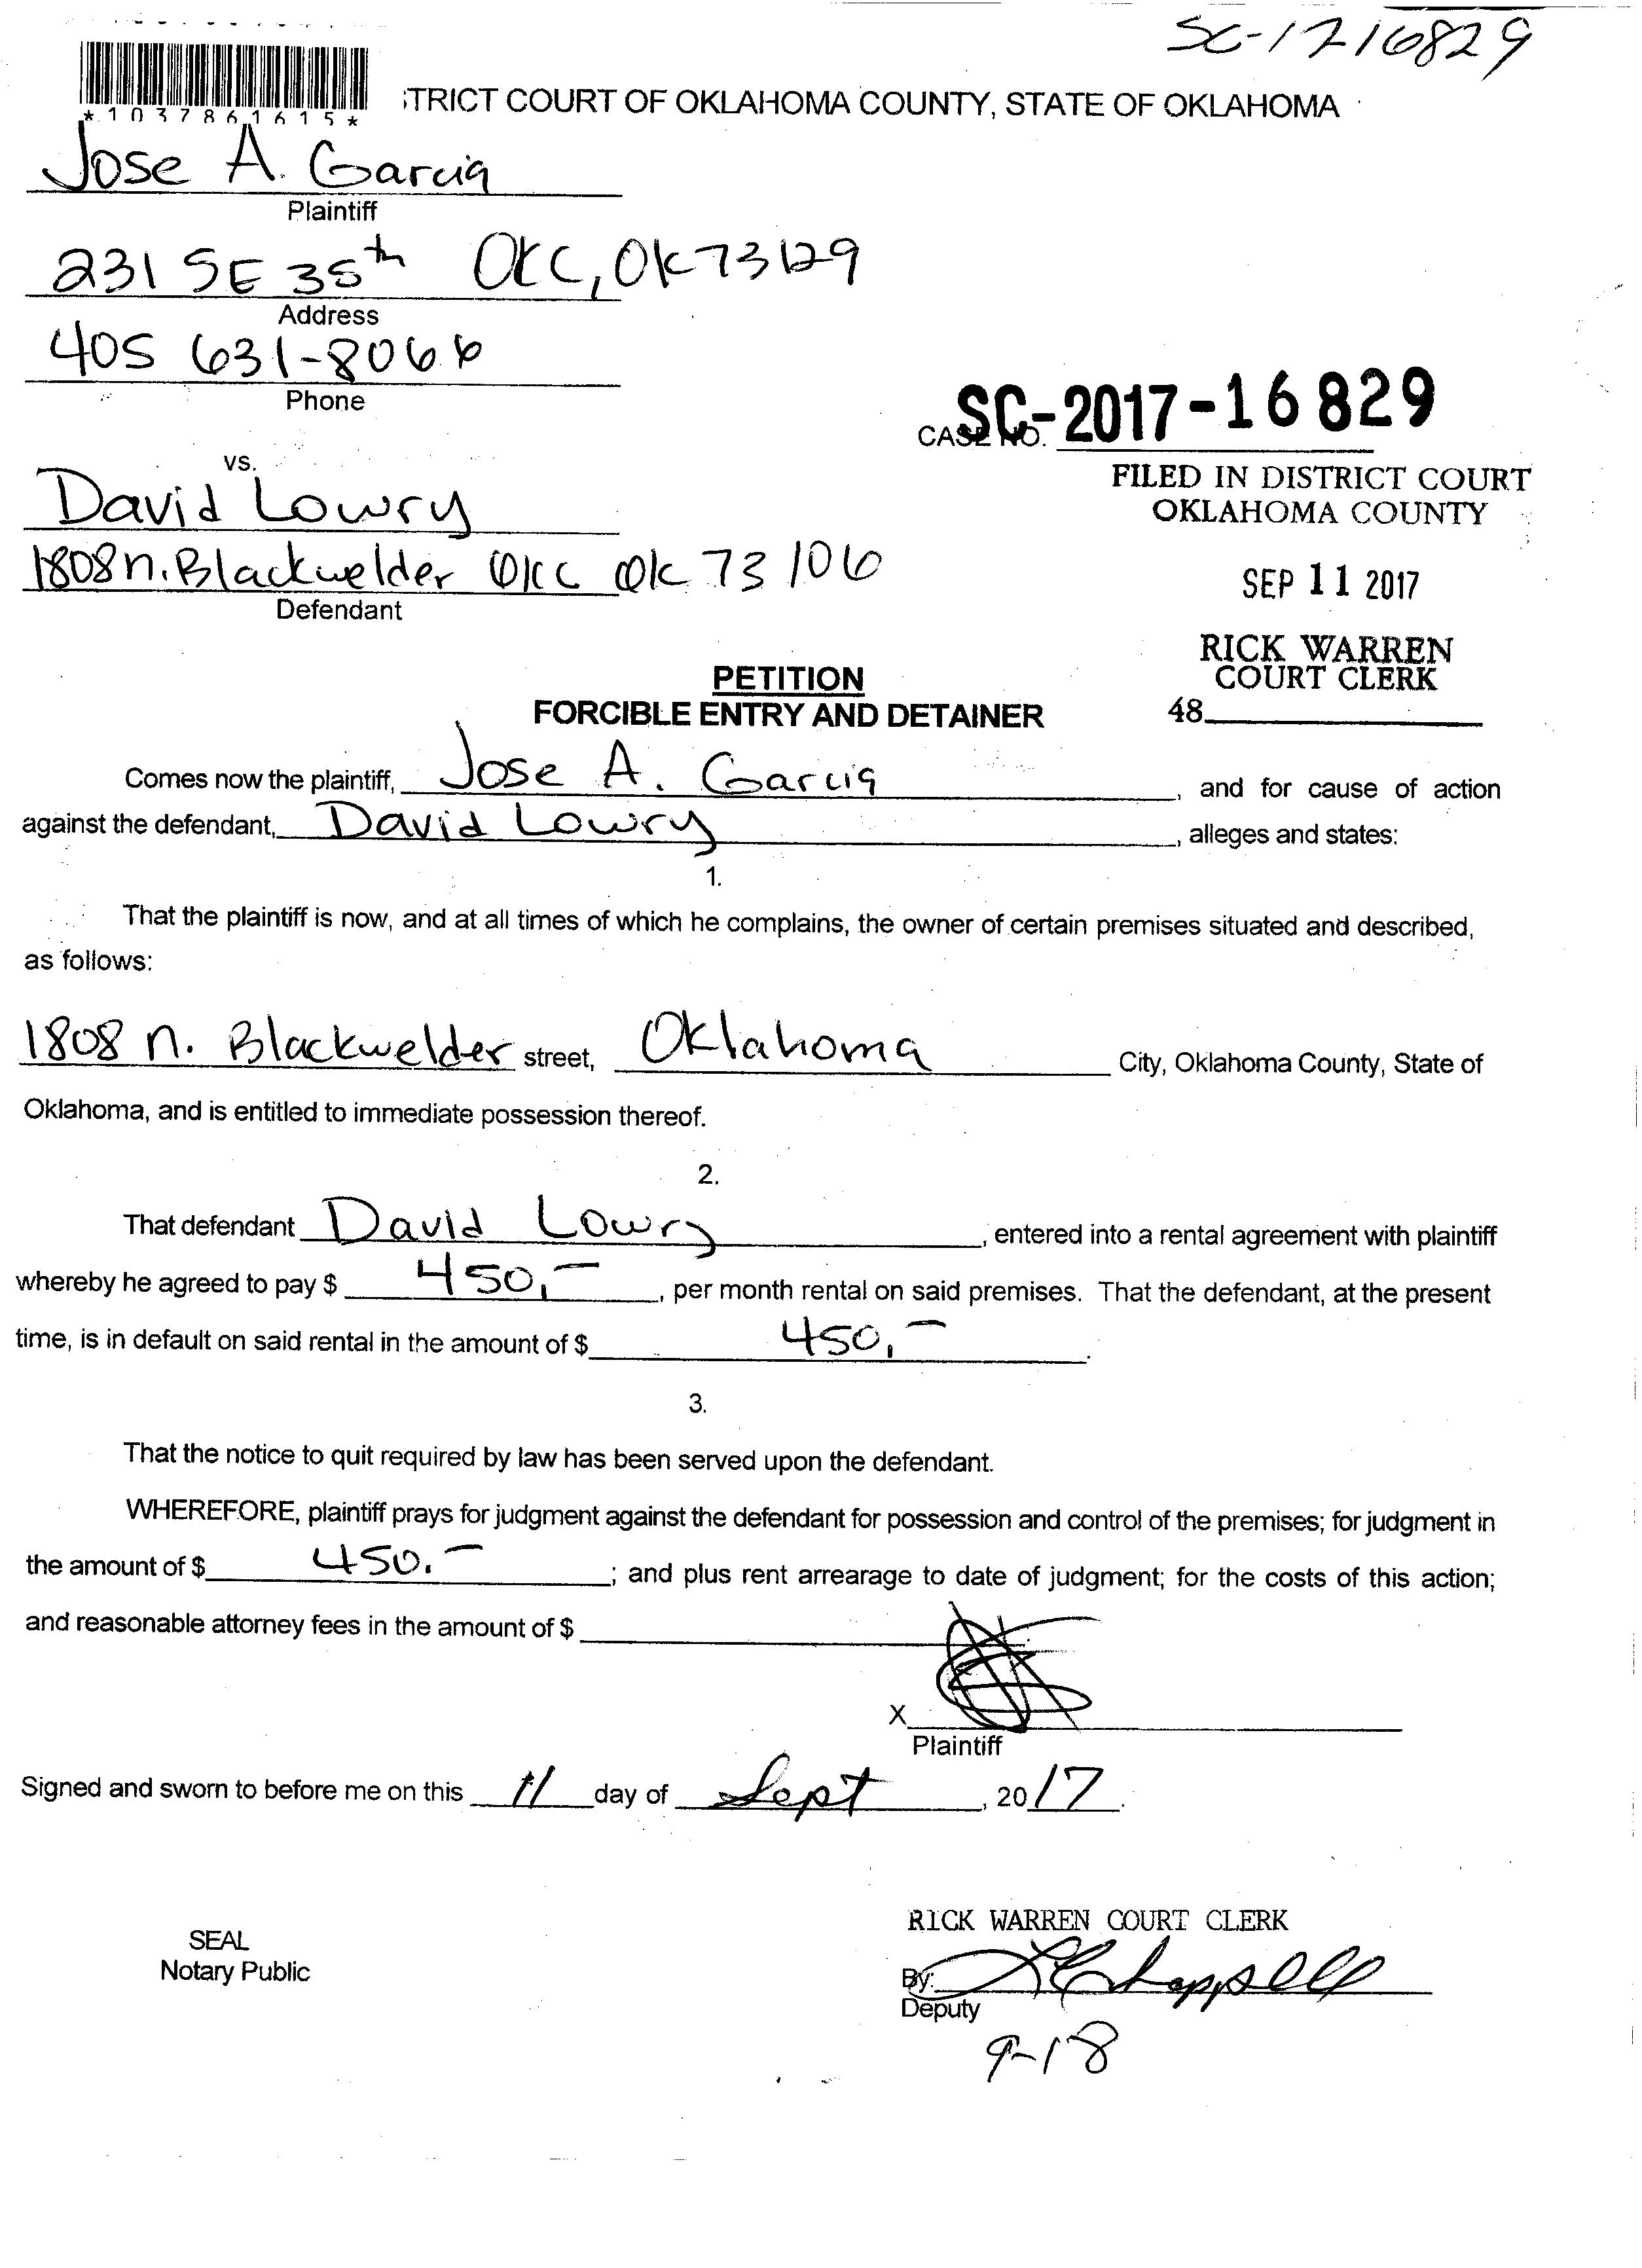 SC-1716829
*1037861615*
TRICT COURT OF OKLAHOMA COUNTY, STATE OF OKLAHOMA
Jose A. Garcia
Plaintiff
231 SE 35th OKC, OK 73129
Address
405 631-8066
Phone
CASE NO. SC-2017-16829
vs.
FILED IN DISTRICT COURT
OKLAHOMA COUNTY
David Lowry
1808 N. Blackwelder OKC OK 73106
Defendant
SEP 11 2017
RICK WARREN
COURT CLERK
48
PETITION
FORCIBLE ENTRY AND DETAINER
Comes now the plaintiff, Jose A. Garcia, and for cause of action
against the defendant, David Lowry, alleges and states:
1.
That the plaintiff is now, and at all times of which he complains, the owner of certain premises situated and described,
as follows:
1808 N. Blackwelder street, Oklahoma City, Oklahoma County, State of
Oklahoma, and is entitled to immediate possession thereof.
2.
That defendant David Lowry, entered into a rental agreement with plaintiff
whereby he agreed to pay $ 450,-, per month rental on said premises. That the defendant, at the present
time, is in default on said rental in the amount of $ 450,-.
3.
That the notice to quit required by law has been served upon the defendant.
WHEREFORE, plaintiff prays for judgment against the defendant for possession and control of the premises; for judgment in
the amount of $ 450.-; and plus rent arrearage to date of judgment; for the costs of this action;
and reasonable attorney fees in the amount of $
X
Plaintiff
Signed and sworn to before me on this 11 day of Sept, 2017.
RICK WARREN COURT CLERK
SEAL
Notary Public
By: Chappell
Deputy
9-18